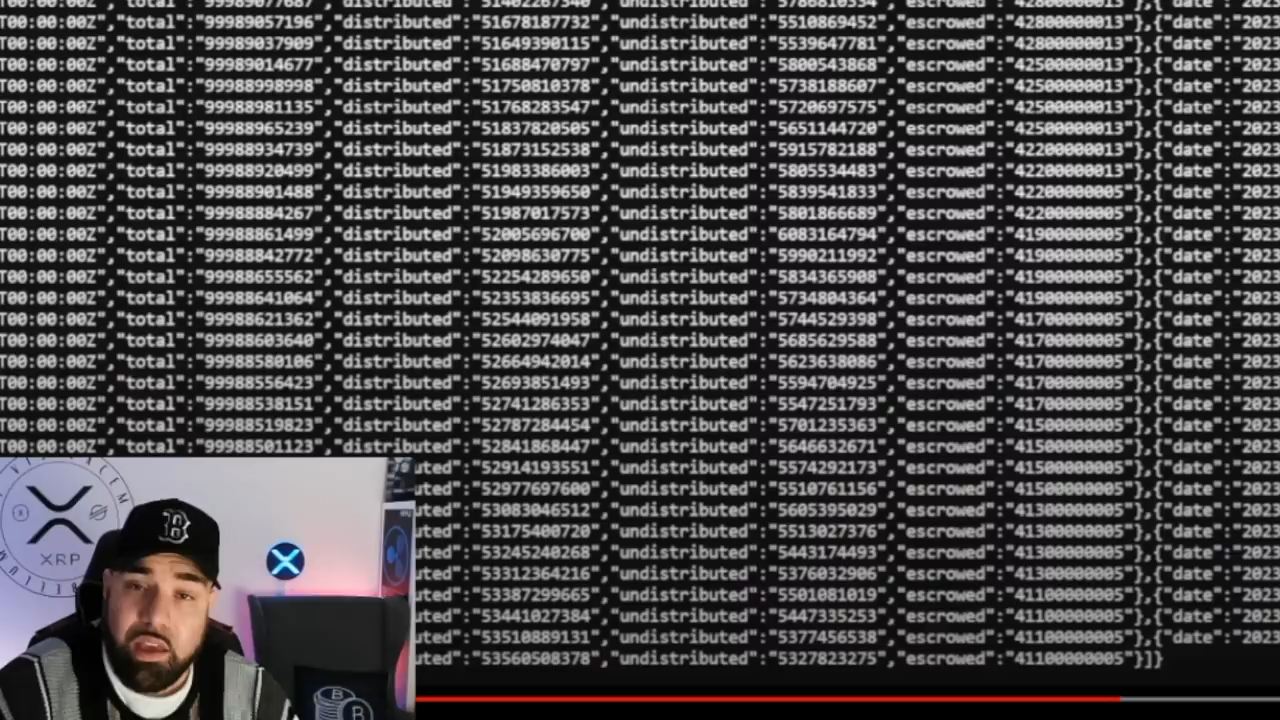 T00:00:00Z","total":"99989077687","distributed":"51402267340","undistributed":"5786810334","escrowed":"42800000013"},{"date":"2023
T00:00:00Z","total":"99989057196","distributed":"51678187732","undistributed":"5510869452","escrowed":"42800000013"},{"date":"2023
T00:00:00Z","total":"99989037909","distributed":"51649390115","undistributed":"5539647781","escrowed":"42800000013"},{"date":"2023
T00:00:00Z","total":"99989014677","distributed":"51688470797","undistributed":"5800543868","escrowed":"42500000013"},{"date":"2023
T00:00:00Z","total":"99988998998","distributed":"51750810378","undistributed":"5738188607","escrowed":"42500000013"},{"date":"2023
T00:00:00Z","total":"99988981135","distributed":"51768283547","undistributed":"5720697575","escrowed":"42500000013"},{"date":"2023
T00:00:00Z","total":"99988965239","distributed":"51837820505","undistributed":"5651144720","escrowed":"42500000013"},{"date":"2023
T00:00:00Z","total":"99988934739","distributed":"51873152538","undistributed":"5915782188","escrowed":"42200000013"},{"date":"2023
T00:00:00Z","total":"99988920499","distributed":"51983386003","undistributed":"5805534483","escrowed":"42200000013"},{"date":"2023
T00:00:00Z","total":"99988901488","distributed":"51949359650","undistributed":"5839541833","escrowed":"42200000005"},{"date":"2023
T00:00:00Z","total":"99988884267","distributed":"51987017573","undistributed":"5801866689","escrowed":"42200000005"},{"date":"2023
T00:00:00Z","total":"99988861499","distributed":"52005696700","undistributed":"6083164794","escrowed":"41900000005"},{"date":"2023
T00:00:00Z","total":"99988842772","distributed":"52098630775","undistributed":"5990211992","escrowed":"41900000005"},{"date":"2023
T00:00:00Z","total":"99988655562","distributed":"52254289650","undistributed":"5834365908","escrowed":"41900000005"},{"date":"2023
T00:00:00Z","total":"99988641064","distributed":"52353836695","undistributed":"5734804364","escrowed":"41900000005"},{"date":"2023
T00:00:00Z","total":"99988621362","distributed":"52544091958","undistributed":"5744529398","escrowed":"41700000005"},{"date":"2023
T00:00:00Z","total":"99988603640","distributed":"52602974047","undistributed":"5685629588","escrowed":"41700000005"},{"date":"2023
T00:00:00Z","total":"99988580106","distributed":"52664942014","undistributed":"5623638086","escrowed":"41700000005"},{"date":"2023
T00:00:00Z","total":"99988556423","distributed":"52693851493","undistributed":"5594704925","escrowed":"41700000005"},{"date":"2023
T00:00:00Z","total":"99988538151","distributed":"52741286353","undistributed":"5547251793","escrowed":"41700000005"},{"date":"2023
T00:00:00Z","total":"99988519823","distributed":"52787284454","undistributed":"5701235363","escrowed":"41500000005"},{"date":"2023
T00:00:00Z","total":"99988501123","distributed":"52841868447","undistributed":"5646632671","escrowed":"41500000005"},{"date":"2023
uted":"52914193551","undistributed":"5574292173","escrowed":"41500000005"},{"date":"2023
uted":"52977697600","undistributed":"5510761156","escrowed":"41500000005"},{"date":"2023
uted":"53083046512","undistributed":"5605395029","escrowed":"41300000005"},{"date":"2023
uted":"53175400720","undistributed":"5513027376","escrowed":"41300000005"},{"date":"2023
uted":"53245240268","undistributed":"5443174493","escrowed":"41300000005"},{"date":"2023
uted":"53312364216","undistributed":"5376032906","escrowed":"41300000005"},{"date":"2023
uted":"53387299665","undistributed":"5501081019","escrowed":"41100000005"},{"date":"2023
uted":"53441027384","undistributed":"5447335253","escrowed":"41100000005"},{"date":"2023
uted":"53510889131","undistributed":"5377456938","escrowed":"41100000005"},{"date":"2023
uted":"53560508378","undistributed":"5327823275","escrowed":"41100000005"}]}
XRP
B
B
B